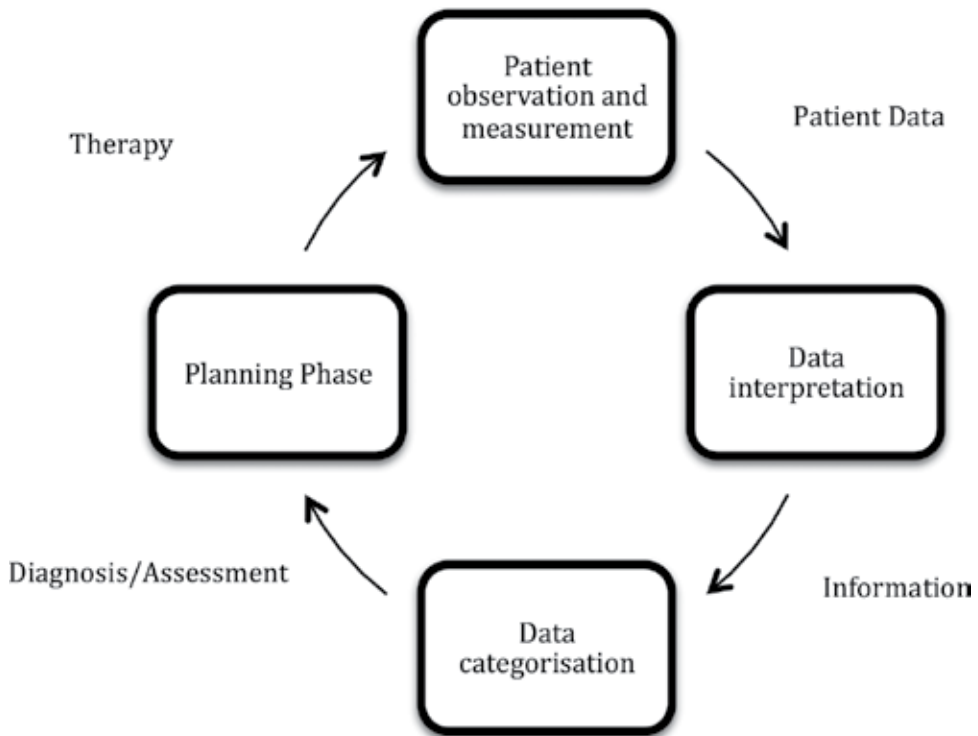 Patient
observation and
measurement
Patient Data
Therapy
Planning Phase
Data
interpretation
Diagnosis/Assessment
Information
Data
categorisation